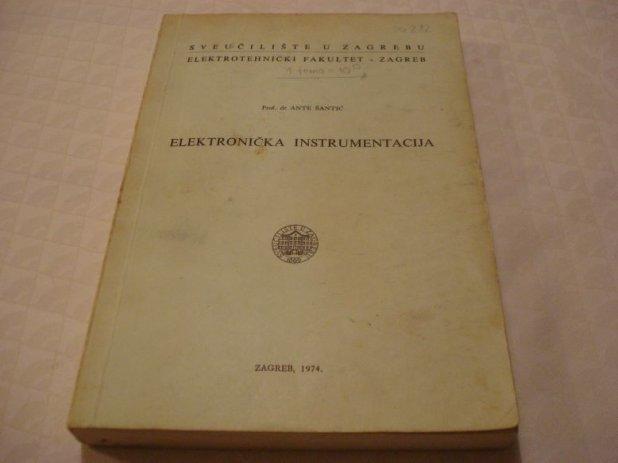 SVEUČILIŠTE U ZAGREBU
ELEKTROTEHNIČKI FAKULTET - ZAGREB
Prof. dr ANTE ŠANTIĆ
ELEKTRONIČKA INSTRUMENTACIJA
ZAGREB, 1974.